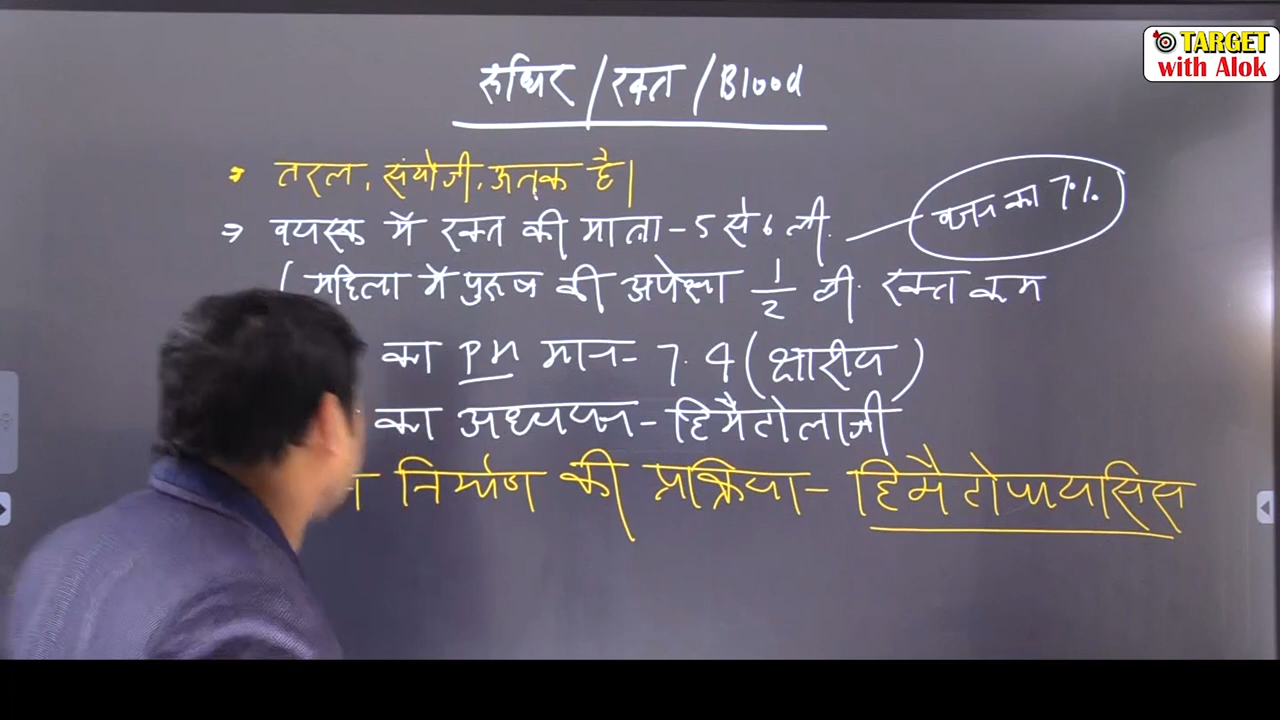 TARGET
with Alok
रुधिर / रक्त / Blood
तरल, संयोजी, ऊतक है।
⇒ वयस्क में रक्त की मात्रा - 5 से 6 ली. — वजन का 7%
( महिला में पुरुष की अपेक्षा 1/2 ली. रक्त कम
का PH मान - 7.4 (क्षारीय)
का अध्ययन - हिमैटोलाजी
निर्माण की प्रक्रिया - हिमैटोपायसिस